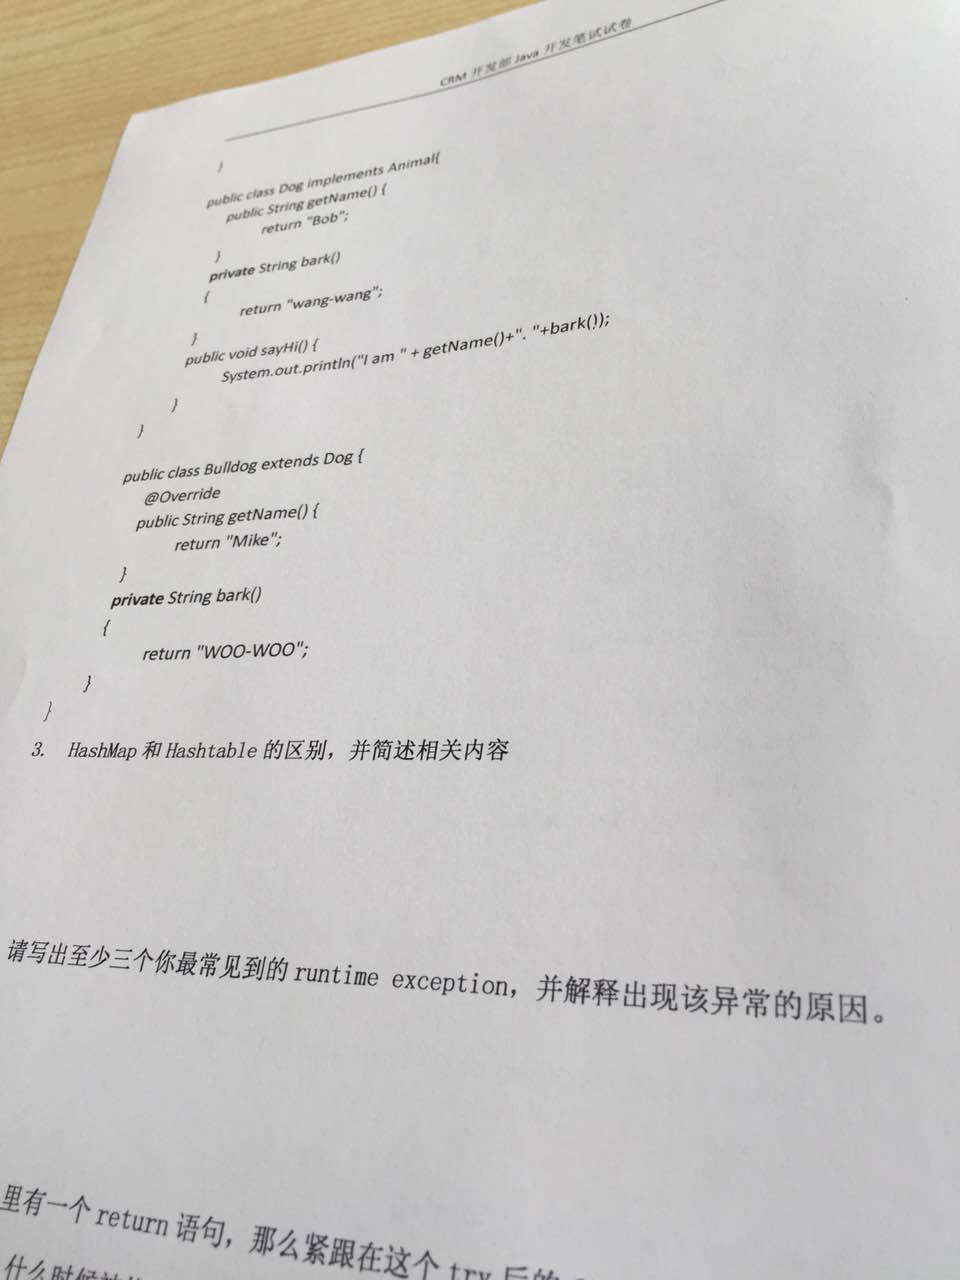 CRM 开发部 Java 开发笔试试卷
}
public class Dog implements Animal{
public String getName() {
return "Bob";
}
private String bark()
{
return "wang-wang";
}
public void sayHi() {
System.out.println("I am " + getName()+". "+bark());
}
}
public class Bulldog extends Dog {
@Override
public String getName() {
return "Mike";
}
private String bark()
{
return "WOO-WOO";
}
}
3. HashMap 和 Hashtable 的区别，并简述相关内容
请写出至少三个你最常见到的 runtime exception，并解释出现该异常的原因。
里有一个 return 语句，那么紧跟在这个 try 后的
什么时候被